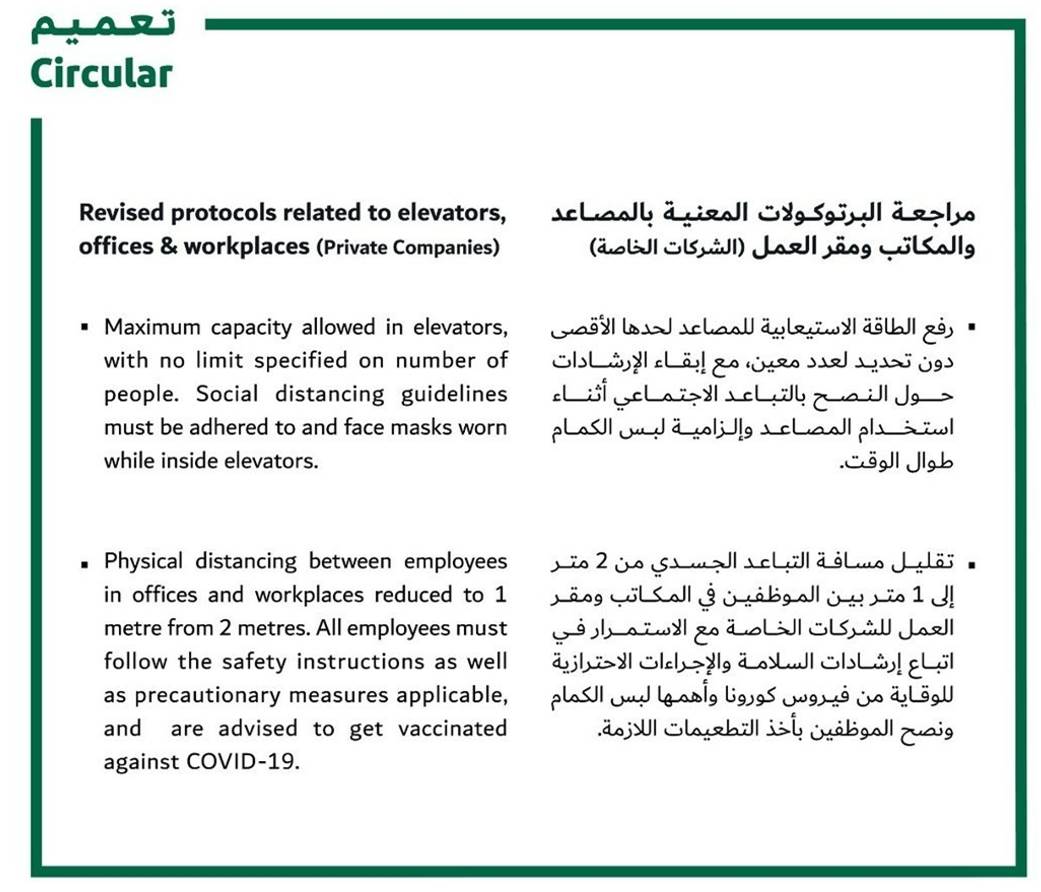 تعميم
Circular
Revised protocols related to elevators,
offices & workplaces (Private Companies)
▪ Maximum capacity allowed in elevators,
with no limit specified on number of
people. Social distancing guidelines
must be adhered to and face masks worn
while inside elevators.
▪ Physical distancing between employees
in offices and workplaces reduced to 1
metre from 2 metres. All employees must
follow the safety instructions as well
as precautionary measures applicable,
and are advised to get vaccinated
against COVID-19.
مراجعة البرتوكولات المعنية بالمصاعد
والمكاتب ومقر العمل (الشركات الخاصة)
▪ رفع الطاقة الاستيعابية للمصاعد لحدها الأقصى
دون تحديد لعدد معين، مع إبقاء الإرشادات
حول النصح بالتباعد الاجتماعي أثناء
استخدام المصاعد وإلزامية لبس الكمام
طوال الوقت.
▪ تقليل مسافة التباعد الجسدي من 2 متر
إلى 1 متر بين الموظفين في المكاتب ومقر
العمل للشركات الخاصة مع الاستمرار في
اتباع إرشادات السلامة والإجراءات الاحترازية
للوقاية من فيروس كورونا وأهمها لبس الكمام
ونصح الموظفين بأخذ التطعيمات اللازمة.